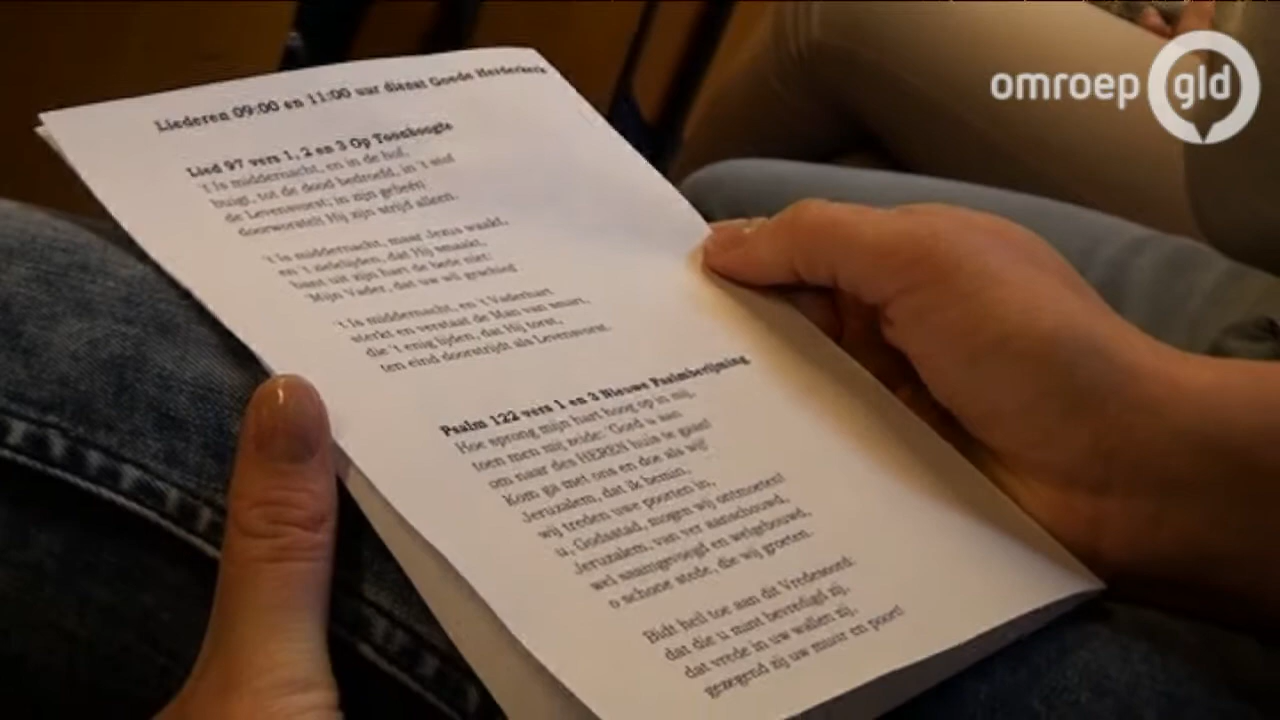 omroep gld
Liederen 09:00 en 11:00 uur dienst Goede Herderkerk
Lied 97 vers 1, 2 en 3 Op Toonhoogte
't Is middernacht, en in de hof,
buigt, tot de dood bedroefd, in 't stof
de Levensvorst; in zijn gebeên
doorworstelt Hij zijn strijd alleen.
't Is middernacht, maar Jezus waakt,
en 't zielelijden, dat Hij smaakt,
bant uit zijn hart de bede niet:
'Mijn Vader, dat uw wil geschied
't Is middernacht, en 't Vaderhart
sterkt en verstaat de Man van smart,
die 't enig lijden, dat Hij torst,
ten eind doorstrijdt als Levensvorst.
Psalm 122 vers 1 en 3 Nieuwe Psalmberijming
Hoe sprong mijn hart hoog op in mij,
toen men mij zeide: 'Gord u aan
om naar des HEREN huis te gaan!
Kom ga met ons en doe als wij!'
Jeruzalem, dat ik bemin,
wij treden uwe poorten in,
u, Godsstad, mogen wij ontmoeten!
Jeruzalem, van ver aanschouwd,
wel saamgevoegd en welgebouwd,
o schone stede, die wij groeten.
Bidt heil toe aan dit Vredesoord:
dat die u mint bevredigd zij,
dat vrede in uw wallen zij,
gezegend zij uw muur en poort!